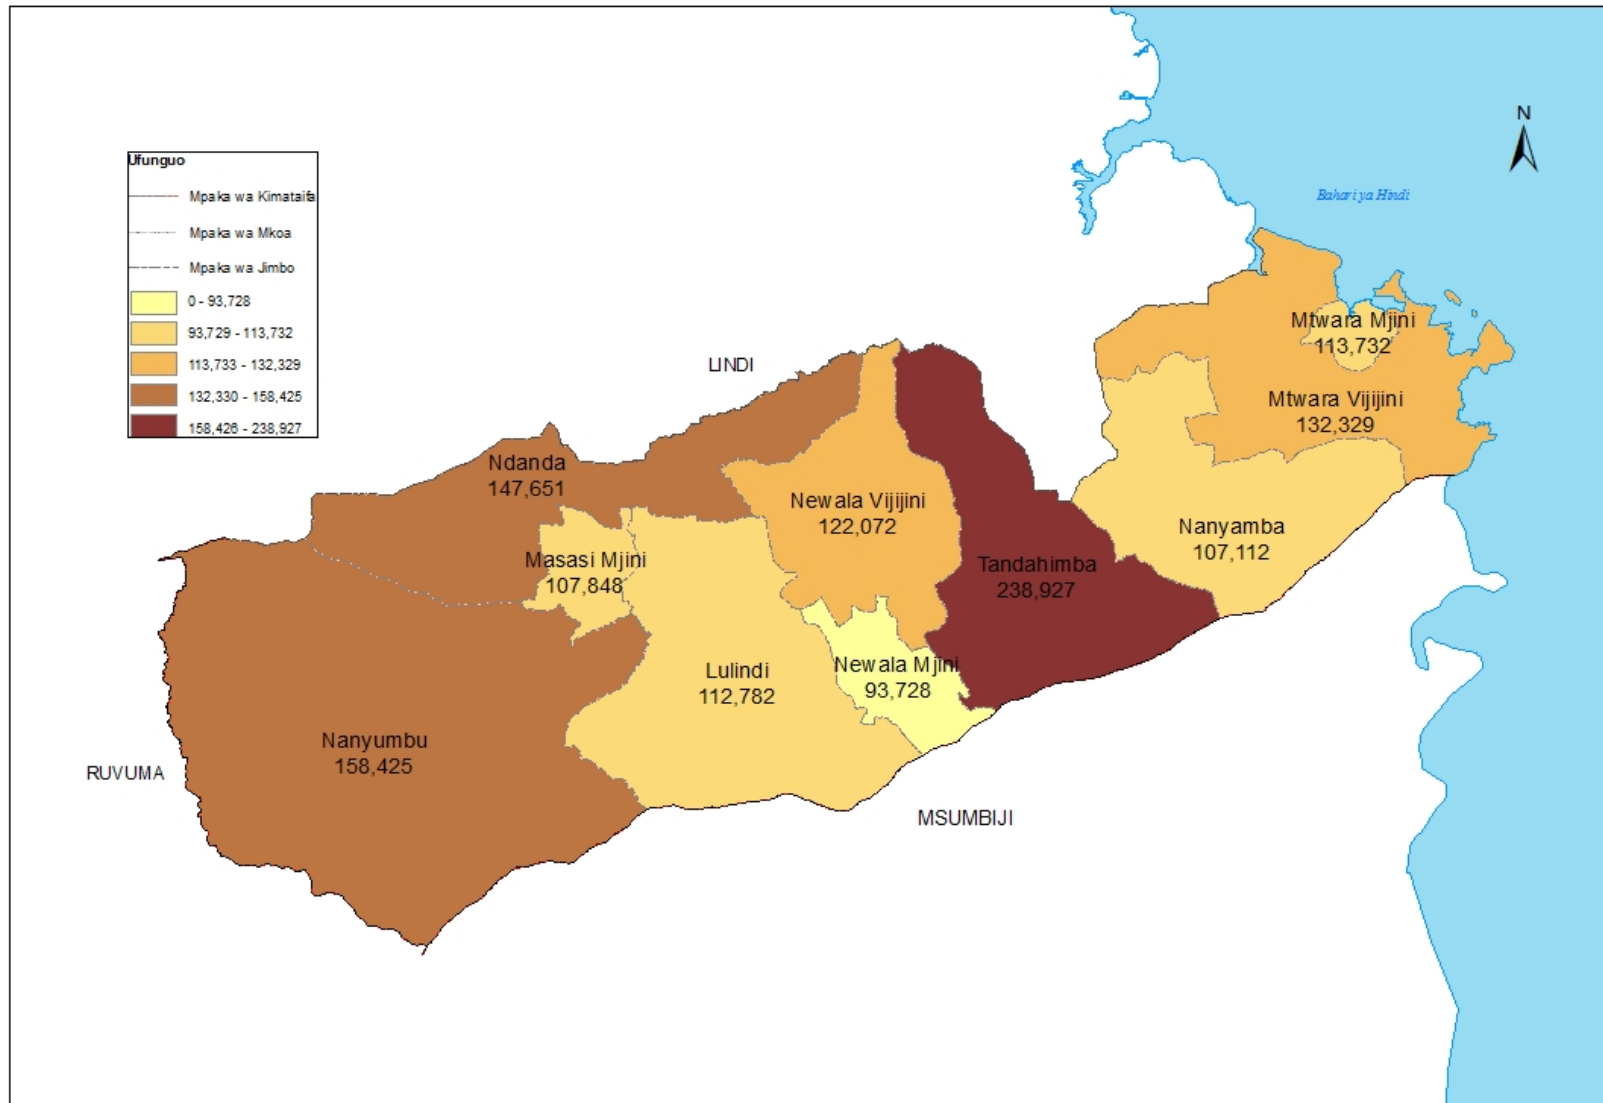 N
Bahari ya Hindi
Ufunguo
Mpaka wa Kimataifa
Mpaka wa Mkoa
Mpaka wa Jimbo
0 - 93,728
93,729 - 113,732
113,733 - 132,329
132,330 - 158,425
158,426 - 238,927
LINDI
Mtwara Mjini
113,732
Mtwara Vijijini
132,329
Ndanda
147,651
Newala Vijijini
122,072
Nanyamba
107,112
Masasi Mjini
107,848
Tandahimba
238,927
Lulindi
112,782
Newala Mjini
93,728
Nanyumbu
158,425
RUVUMA
MSUMBIJI